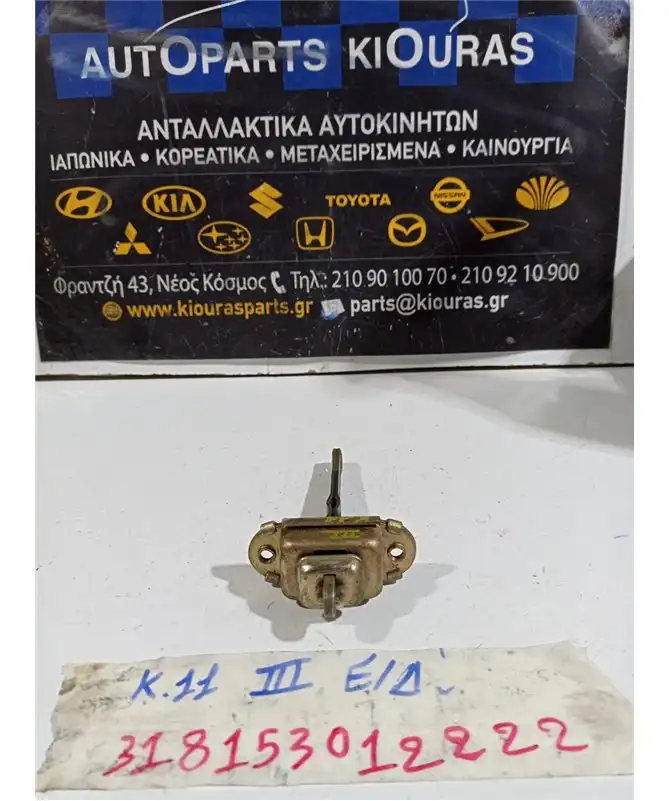 AUTOPARTS KIOURAS
ΑΝΤΑΛΛΑΚΤΙΚΑ ΑΥΤΟΚΙΝΗΤΩΝ
ΙΑΠΩΝΙΚΑ • ΚΟΡΕΑΤΙΚΑ • ΜΕΤΑΧΕΙΡΙΣΜΕΝΑ • ΚΑΙΝΟΥΡΓΙΑ
KIA TOYOTA NISSAN
Φραντζή 43, Νέος Κόσμος Τηλ.: 210 90 100 70 • 210 92 10 900
www.kiourasparts.gr parts@kiouras.gr
K.11 III Ε/Δ
318153012222